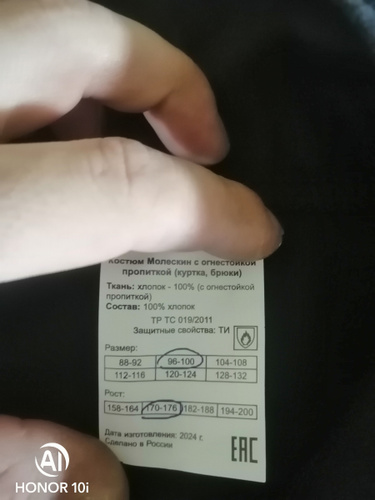 Костюм Молескин с огнестойкой
пропиткой (куртка, брюки)
Ткань: хлопок - 100% (с огнестойкой
пропиткой)
Состав: 100% хлопок
ТР ТС 019/2011
Защитные свойства: ТИ
Размер:
88-92 96-100 104-108
112-116 120-124 128-132
Рост:
158-164 170-176 182-188 194-200
Дата изготовления: 2024 г.
Сделано в России
EAC
AI
HONOR 10i